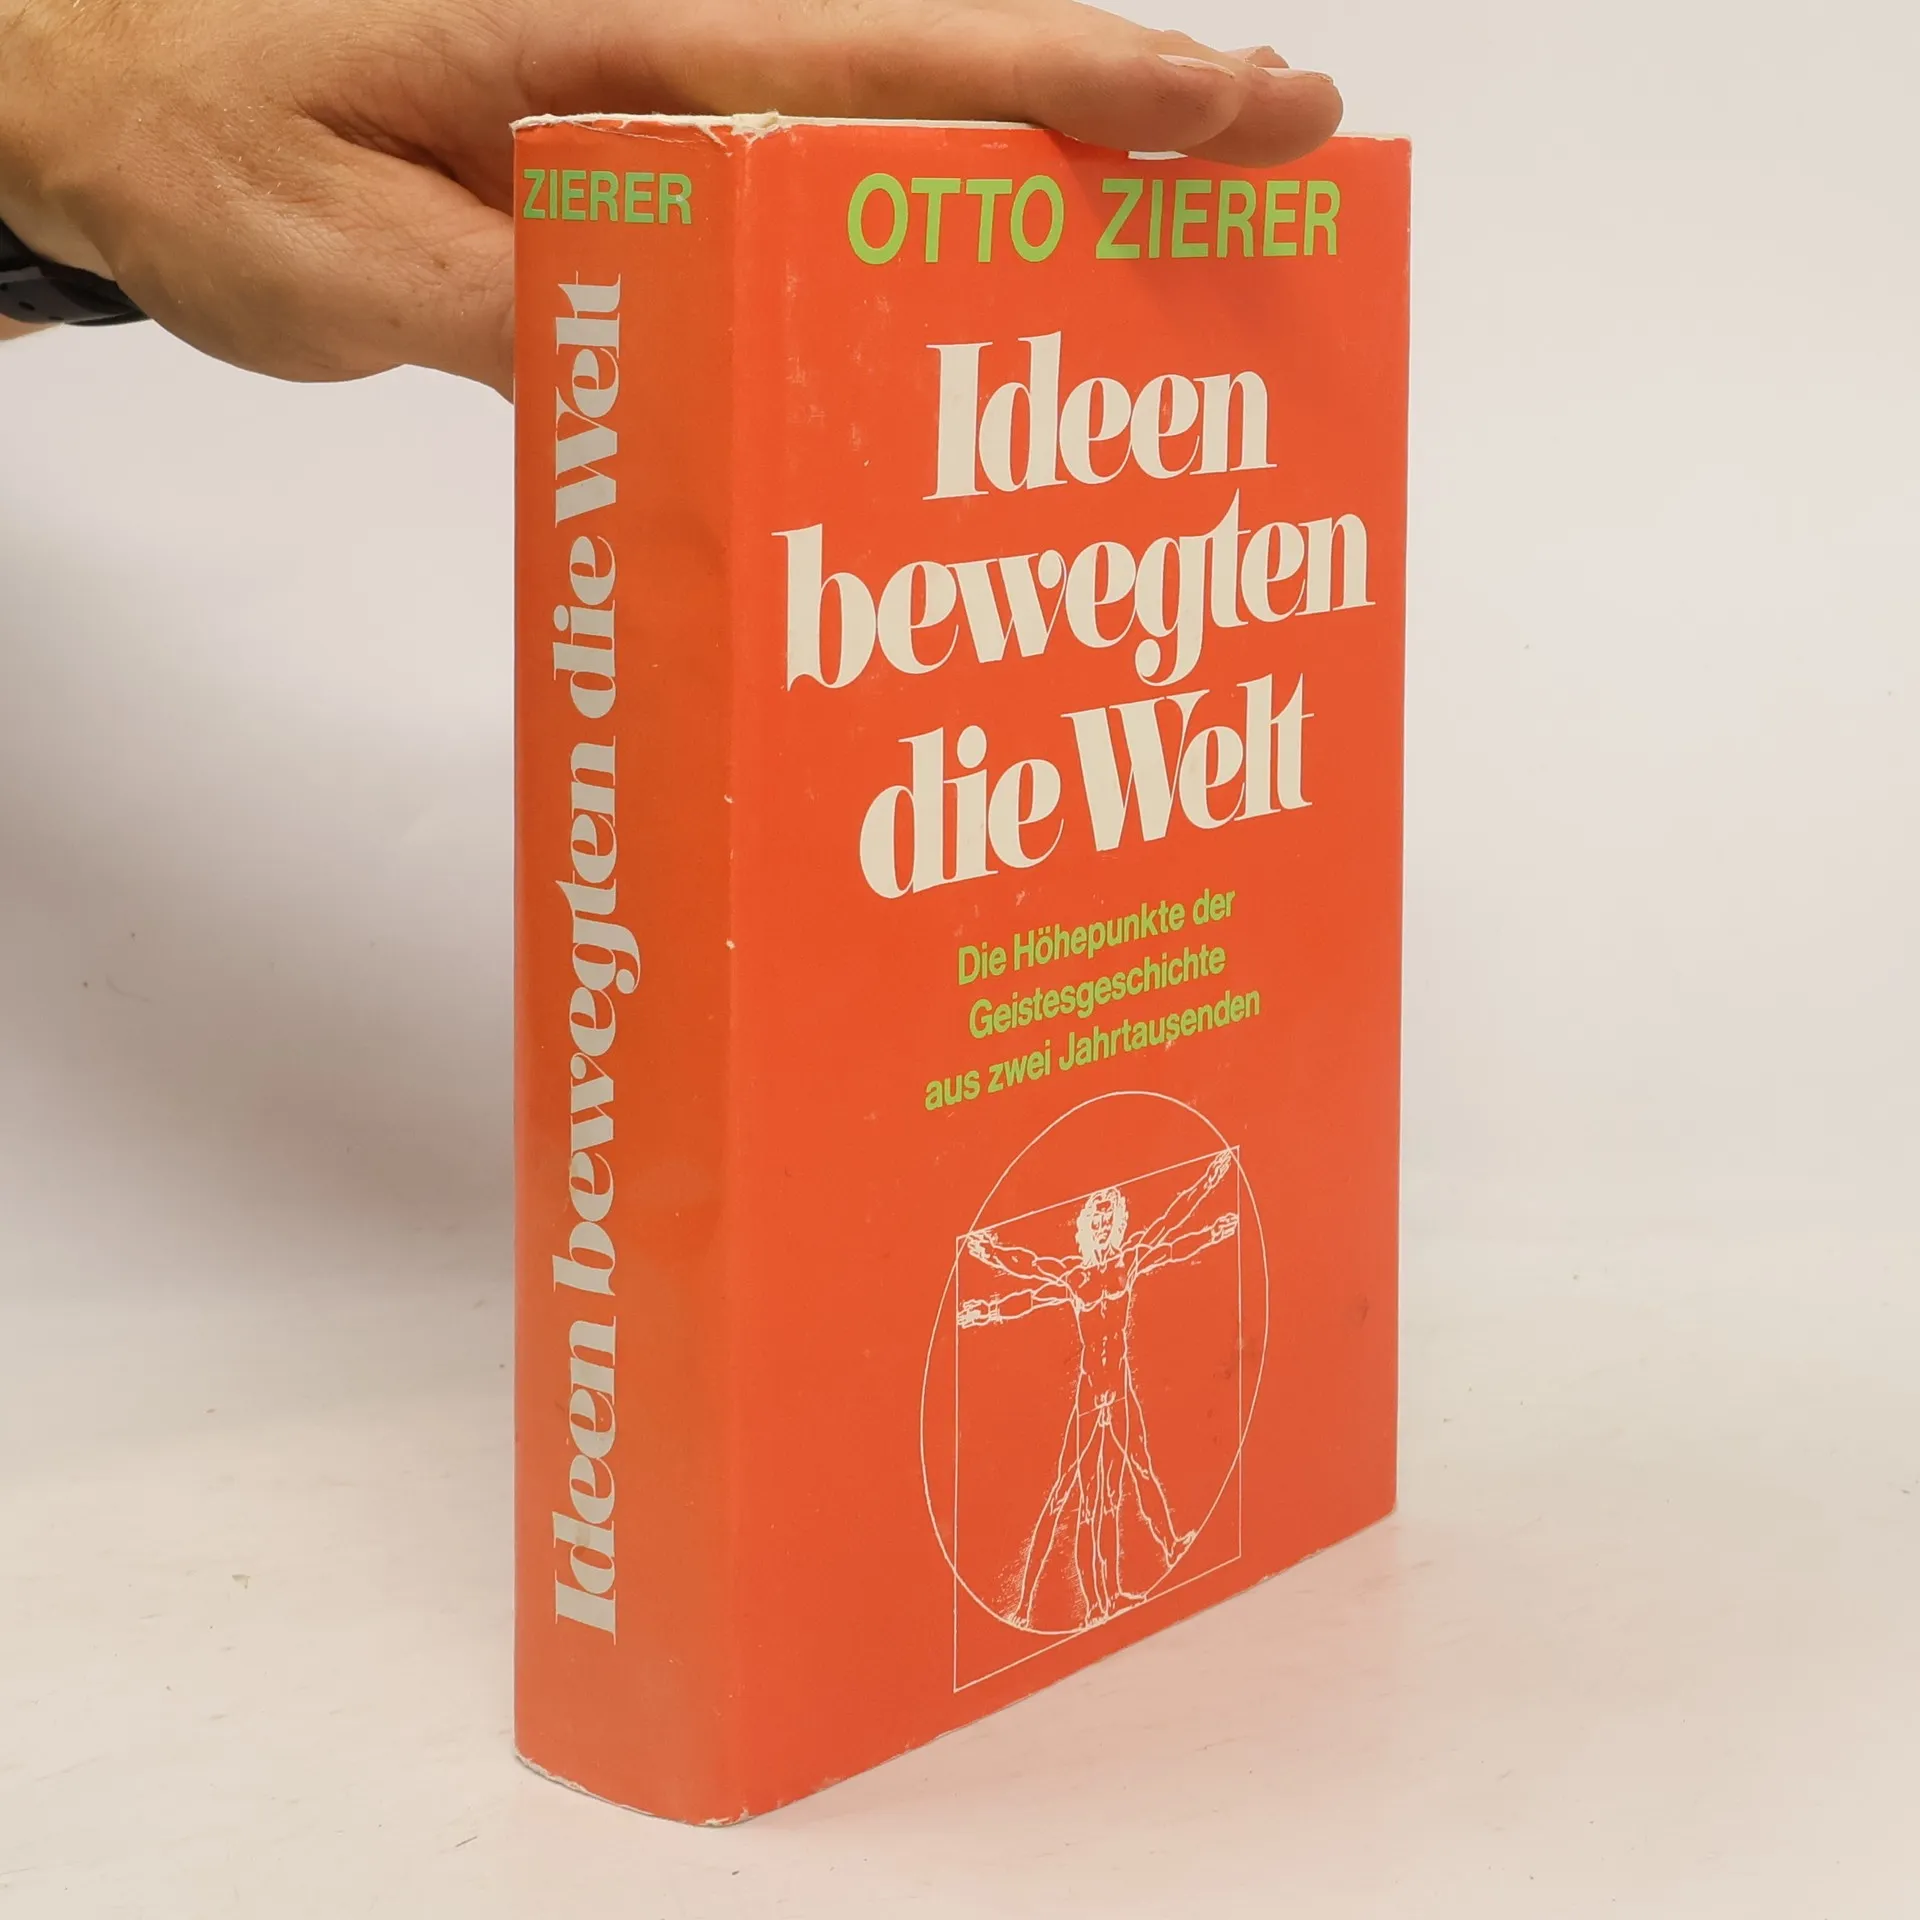 ZIERER
Ideen bewegten die Welt
OTTO ZIERER
Ideen
bewegten
die Welt
Die Höhepunkte der
Geistesgeschichte
aus zwei Jahrtausenden